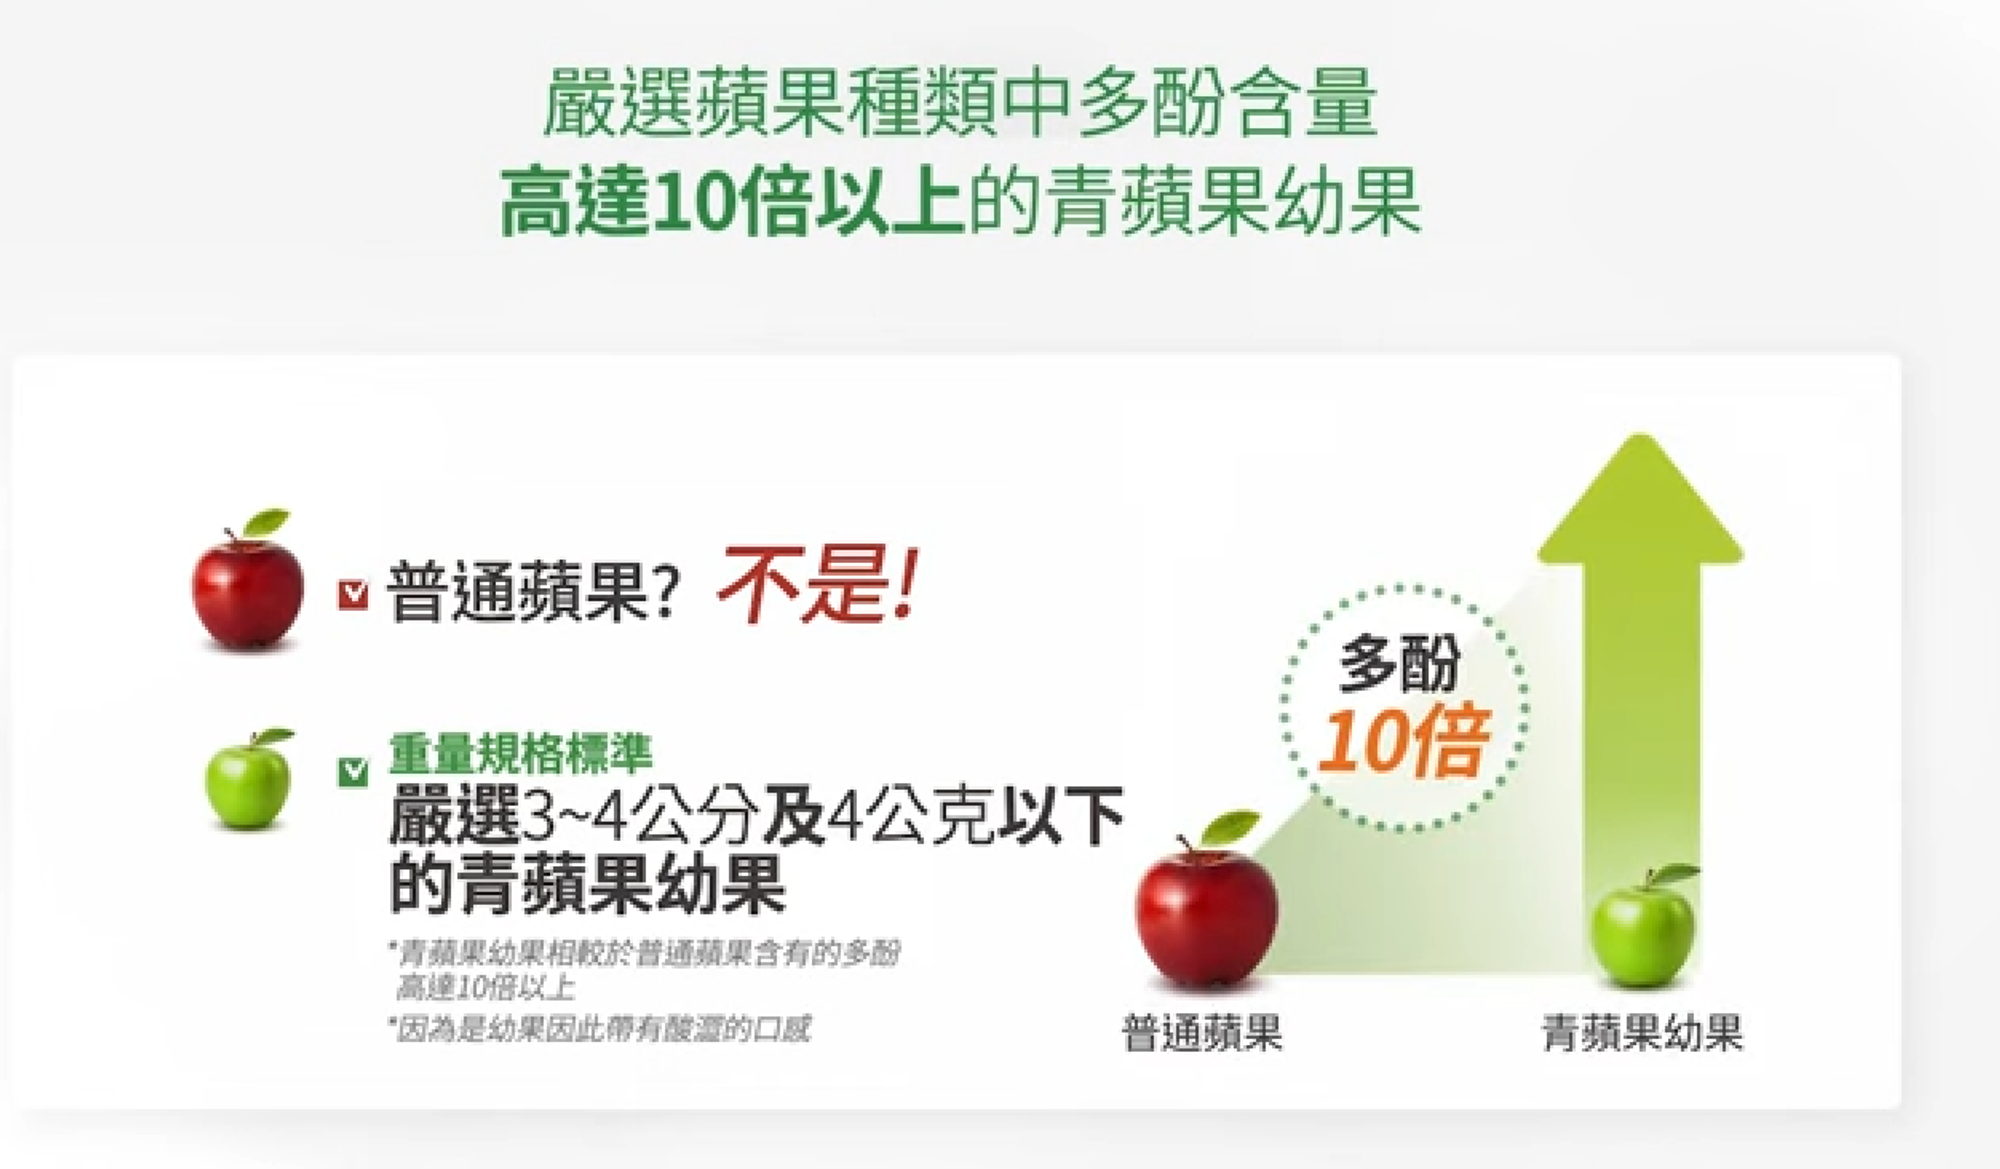 嚴選蘋果種類中多酚含量
高達10倍以上的青蘋果幼果
普通蘋果? 不是!
重量規格標準
嚴選3~4公分及4公克以下
的青蘋果幼果
*青蘋果幼果相較於普通蘋果含有的多酚
高達10倍以上
*因為是幼果因此帶有酸澀的口感
多酚
10倍
普通蘋果
青蘋果幼果